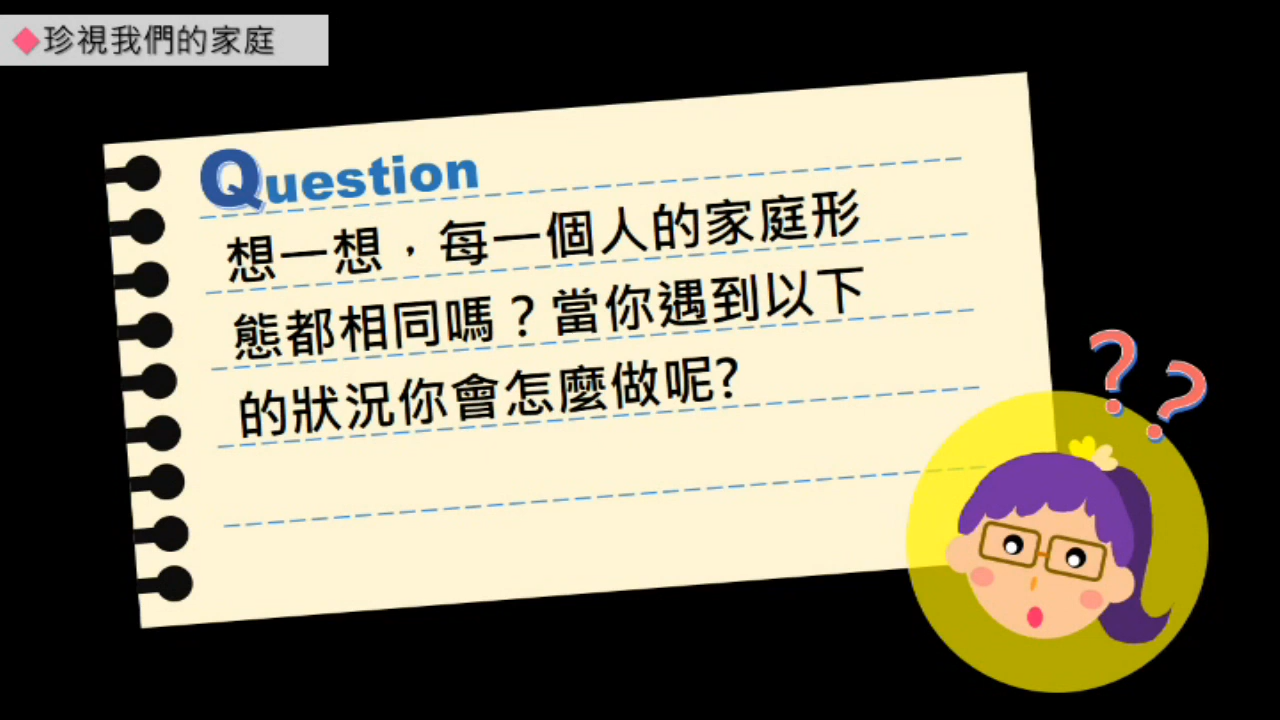 珍視我們的家庭
Question
想一想，每一個人的家庭形
態都相同嗎？當你遇到以下
的狀況你會怎麼做呢?
? ?